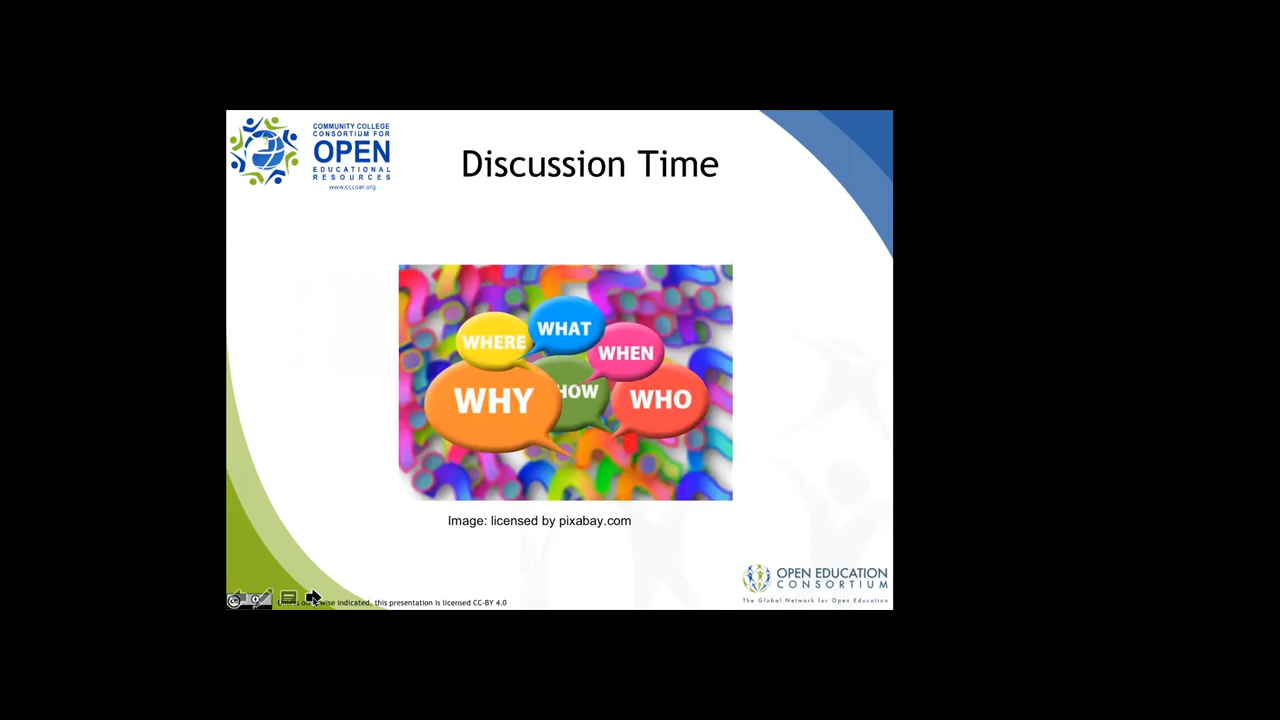 COMMUNITY COLLEGE
CONSORTIUM FOR
OPEN
EDUCATIONAL
RESOURCES
www.cccoer.org
Discussion Time
WHERE
WHAT
WHEN
WHY
HOW
WHO
Image: licensed by pixabay.com
OPEN EDUCATION
CONSORTIUM
The Global Network for Open Education
this presentation is licensed CC-BY 4.0